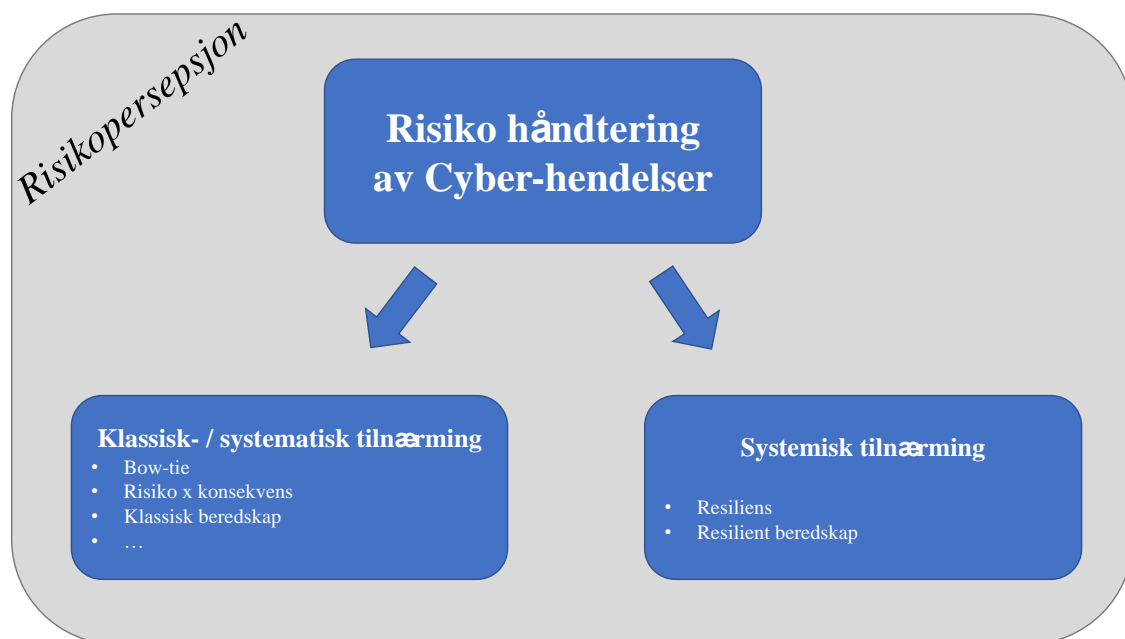 Risikopersepsjon
Risiko håndtering
av Cyber-hendelser
Klassisk- / systematisk tilnærming
• Bow-tie
• Risiko x konsekvens
• Klassisk beredskap
• …
Systemisk tilnærming
• Resiliens
• Resilient beredskap